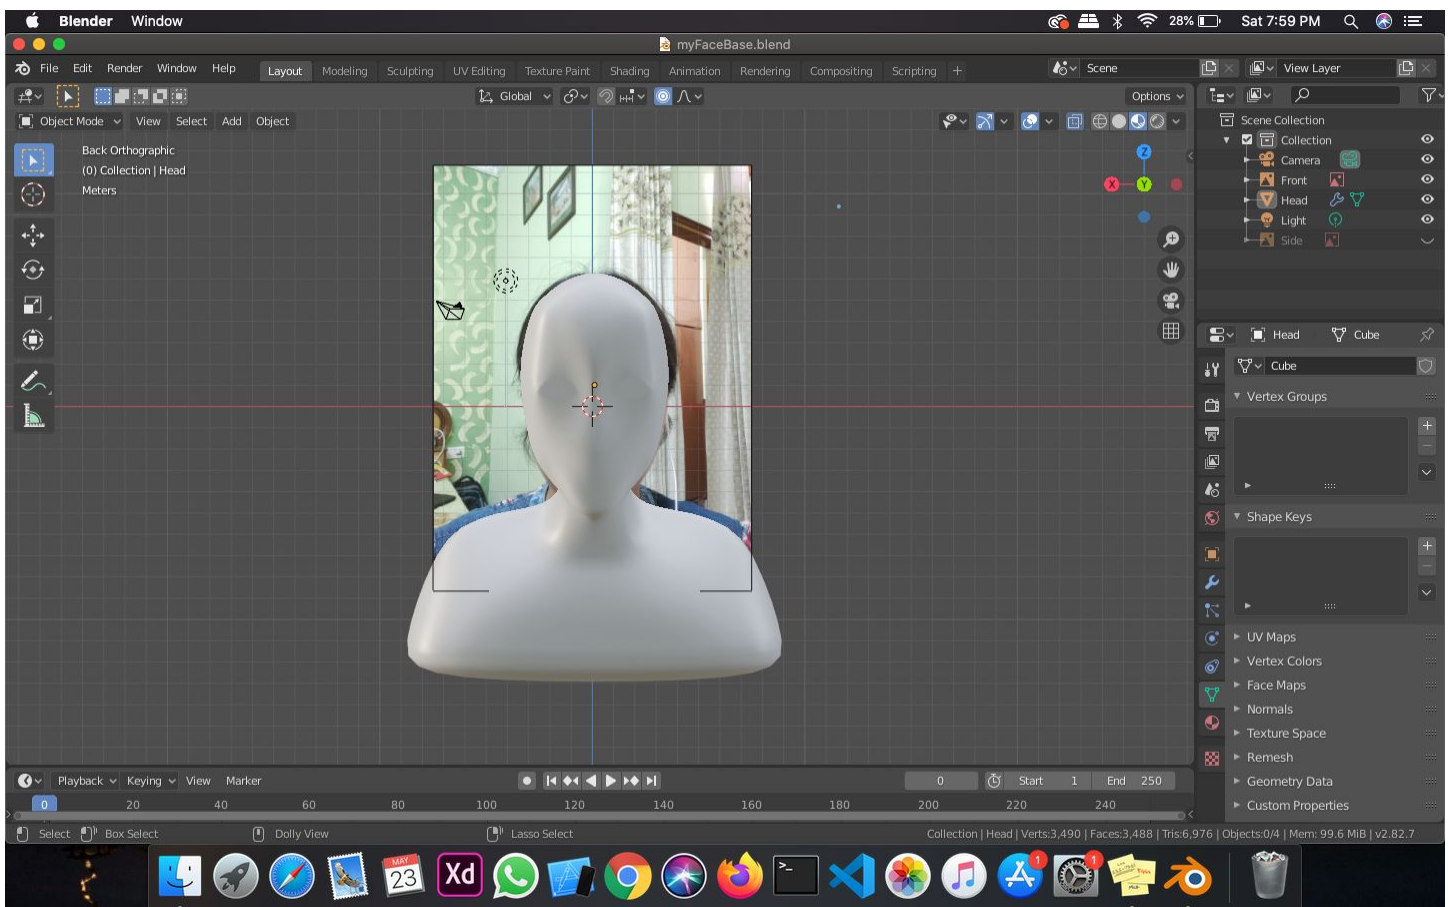 Blender Window 28% Sat 7:59 PM
myFaceBase.blend
File Edit Render Window Help Layout Modeling Sculpting UV Editing Texture Paint Shading Animation Rendering Compositing Scripting + Scene View Layer
Global Options
Object Mode View Select Add Object
Scene Collection
Collection
Camera
Front
Head
Light
Side
Back Orthographic
(0) Collection | Head
Meters
Z
X Y
Head Cube
Cube
Vertex Groups
Shape Keys
UV Maps
Vertex Colors
Face Maps
Normals
Texture Space
Remesh
Geometry Data
Custom Properties
Playback Keying View Marker 0 Start 1 End 250
0 20 40 60 80 100 120 140 160 180 200 220 240
Select Box Select Dolly View Lasso Select Collection | Head | Verts:3,490 | Faces:3,488 | Tris:6,976 | Objects:0/4 | Mem: 99.6 MiB | v2.82.7
MAY
23
Xd
1
1